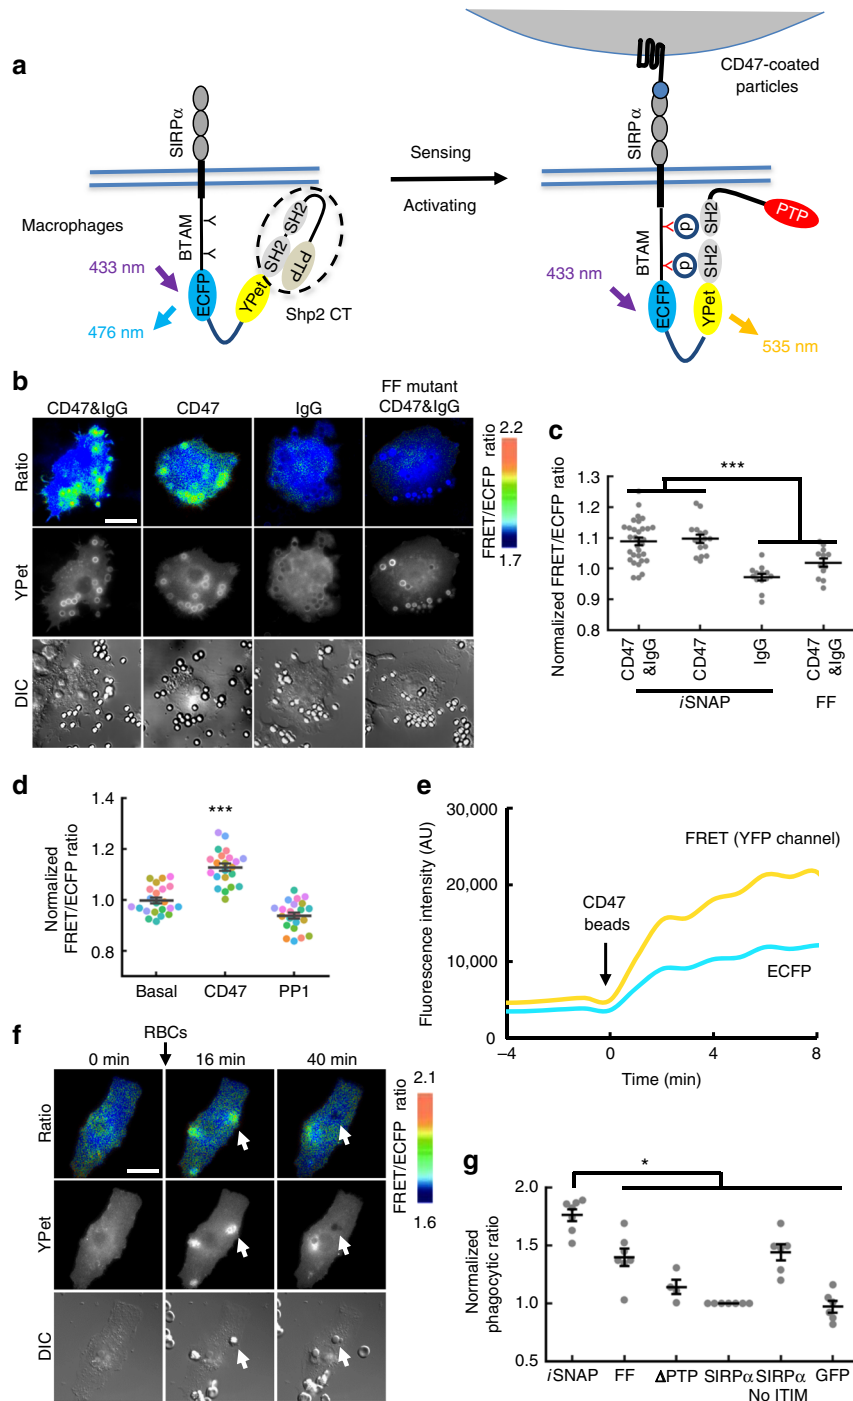 a
SIRPα
Macrophages
BTAM
433 nm
476 nm
ECFP
YPet
SH2
SH2
PTP
Shp2 CT
Sensing
Activating
CD47-coated
particles
SIRPα
BTAM
p
p
SH2
SH2
PTP
433 nm
ECFP
YPet
535 nm
b
CD47&IgG
CD47
IgG
FF mutant
CD47&IgG
Ratio
YPet
DIC
2.2
FRET/ECFP ratio
1.7
c
Normalized FRET/ECFP ratio
1.3
1.2
1.1
1.0
0.9
0.8
***
CD47
&IgG
CD47
IgG
CD47
&IgG
iSNAP
FF
d
Normalized
FRET/ECFP ratio
1.4
1.2
1.0
0.8
***
Basal
CD47
PP1
e
Fluorescence intensity (AU)
30,000
20,000
10,000
0
FRET (YFP channel)
CD47
beads
ECFP
–4
0
4
8
Time (min)
f
RBCs
0 min
16 min
40 min
Ratio
YPet
DIC
2.1
FRET/ECFP ratio
1.6
g
Normalized
phagocytic ratio
2.0
1.5
1.0
0.5
*
iSNAP
FF
ΔPTP
SIRPα
SIRPα
No ITIM
GFP